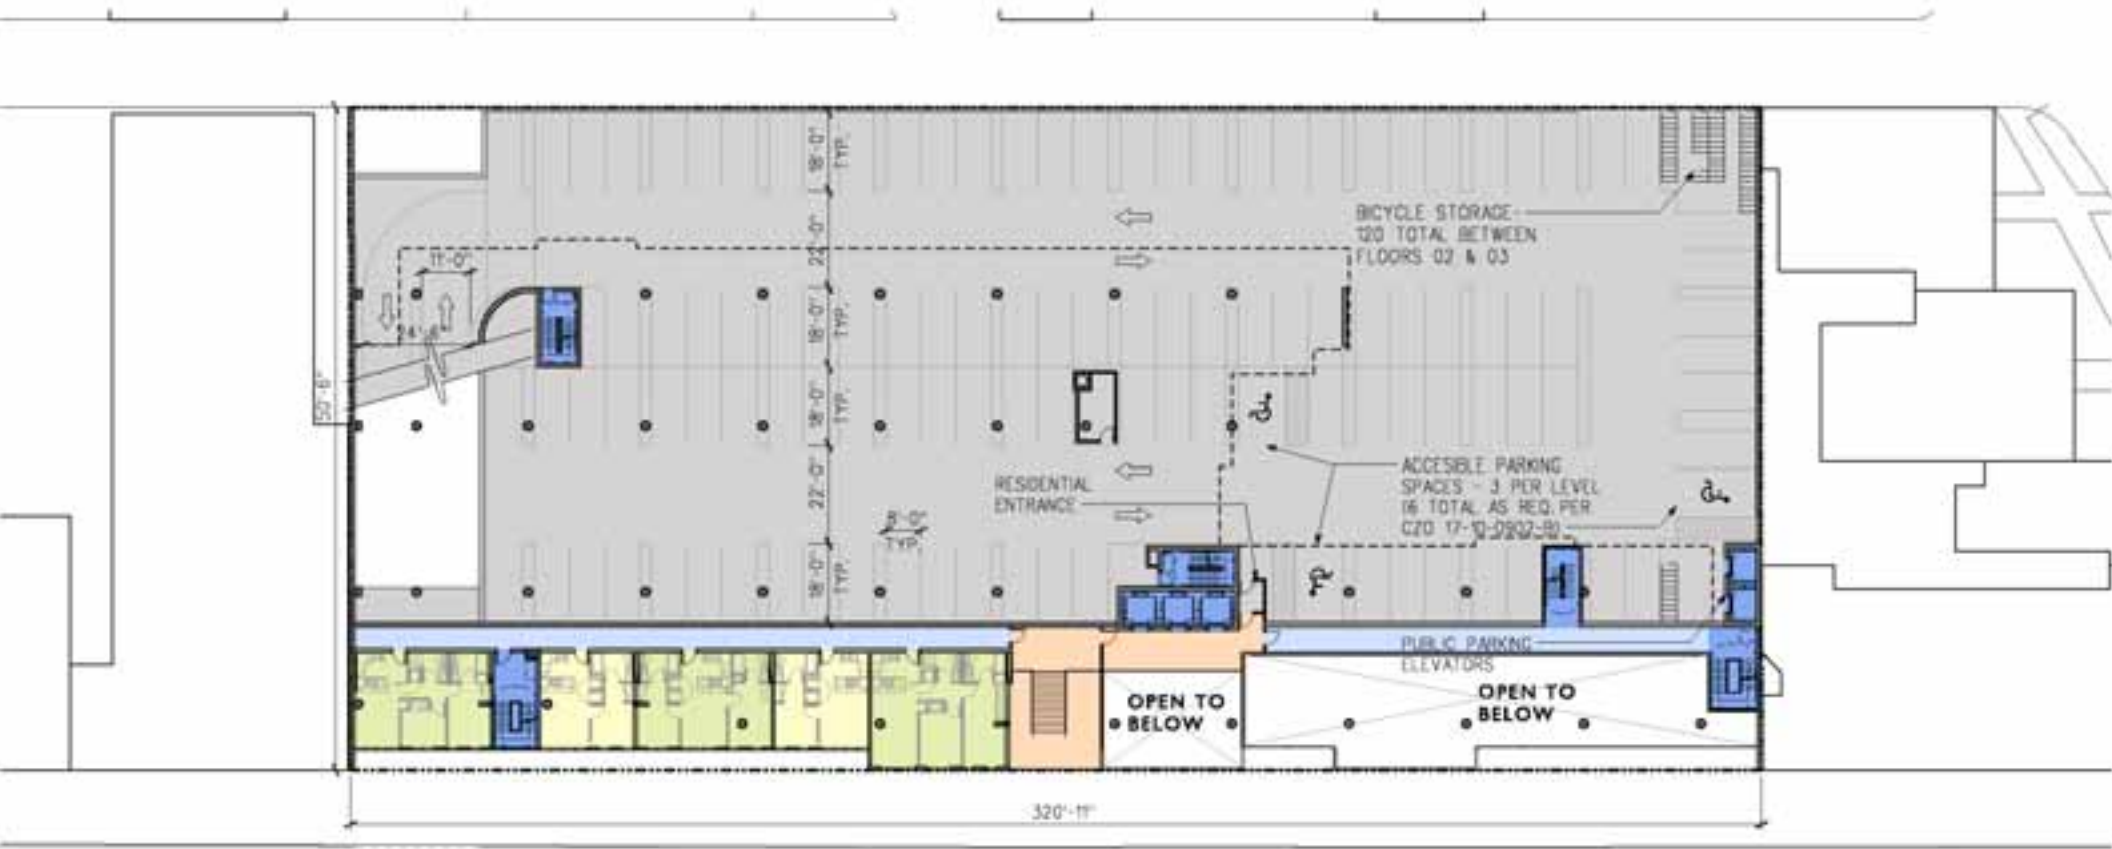 18'-0"
TYP.
22'-0"
18'-0"
TYP.
18'-0"
TYP.
22'-0"
18'-0"
TYP.
BICYCLE STORAGE
120 TOTAL BETWEEN
FLOORS 02 & 03
11'-0"
24'-6"
50'-6"
RESIDENTIAL
ENTRANCE
8'-0"
TYP.
ACCESIBLE PARKING
SPACES - 3 PER LEVEL
(6 TOTAL AS REQ. PER
CZO 17-10-0902-B)
PUBLIC PARKING
ELEVATORS
OPEN TO
BELOW
OPEN TO
BELOW
320'-11"